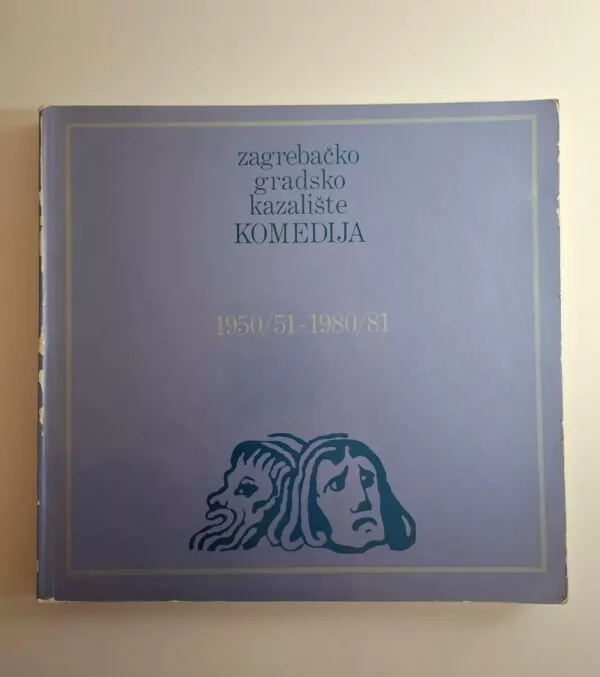 zagrebačko
gradsko
kazalište
KOMEDIJA
1950/51-1980/81